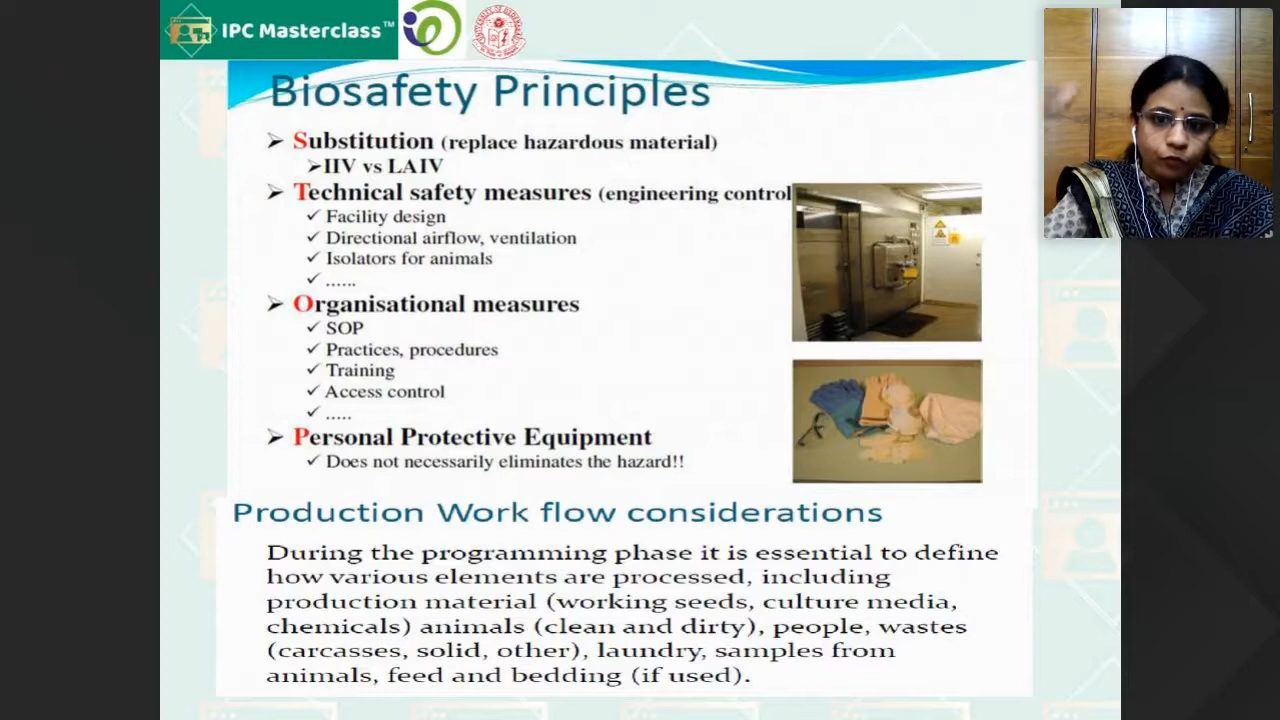 IPC Masterclass™
Biosafety Principles
➢ Substitution (replace hazardous material)
➢IIV vs LAIV
➢ Technical safety measures (engineering control
✓ Facility design
✓ Directional airflow, ventilation
✓ Isolators for animals
✓ ......
➢ Organisational measures
✓ SOP
✓ Practices, procedures
✓ Training
✓ Access control
✓ .....
➢ Personal Protective Equipment
✓ Does not necessarily eliminates the hazard!!
Production Work flow considerations
During the programming phase it is essential to define
how various elements are processed, including
production material (working seeds, culture media,
chemicals) animals (clean and dirty), people, wastes
(carcasses, solid, other), laundry, samples from
animals, feed and bedding (if used).